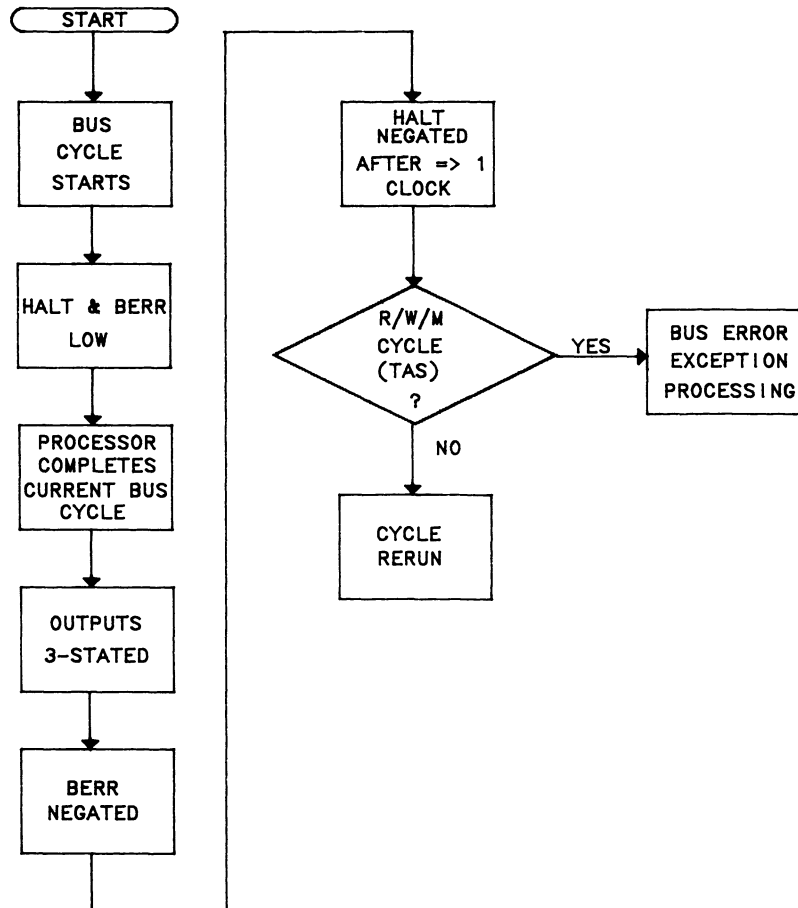 START
BUS
CYCLE
STARTS
HALT & BERR
LOW
PROCESSOR
COMPLETES
CURRENT BUS
CYCLE
OUTPUTS
3-STATED
BERR
NEGATED
HALT
NEGATED
AFTER => 1
CLOCK
R/W/M
CYCLE
(TAS)
?
YES
BUS ERROR
EXCEPTION
PROCESSING
NO
CYCLE
RERUN